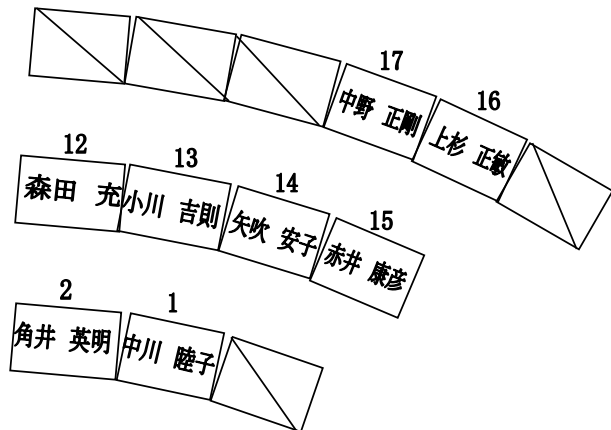 17
16
中野 正剛
上杉 正敏
12
13
14
15
森田 充
小川 吉則
矢吹 安子
赤井 康彦
2
1
角井 英明
中川 睦子